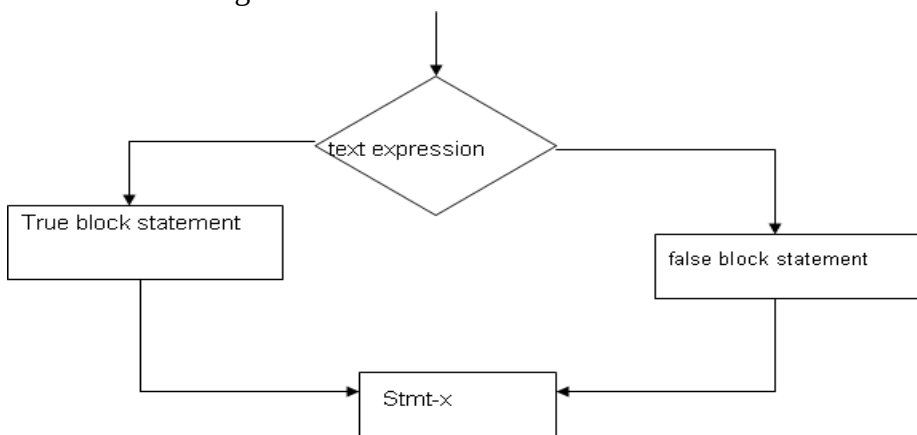 text expression
True block statement
false block statement
Stmt-x